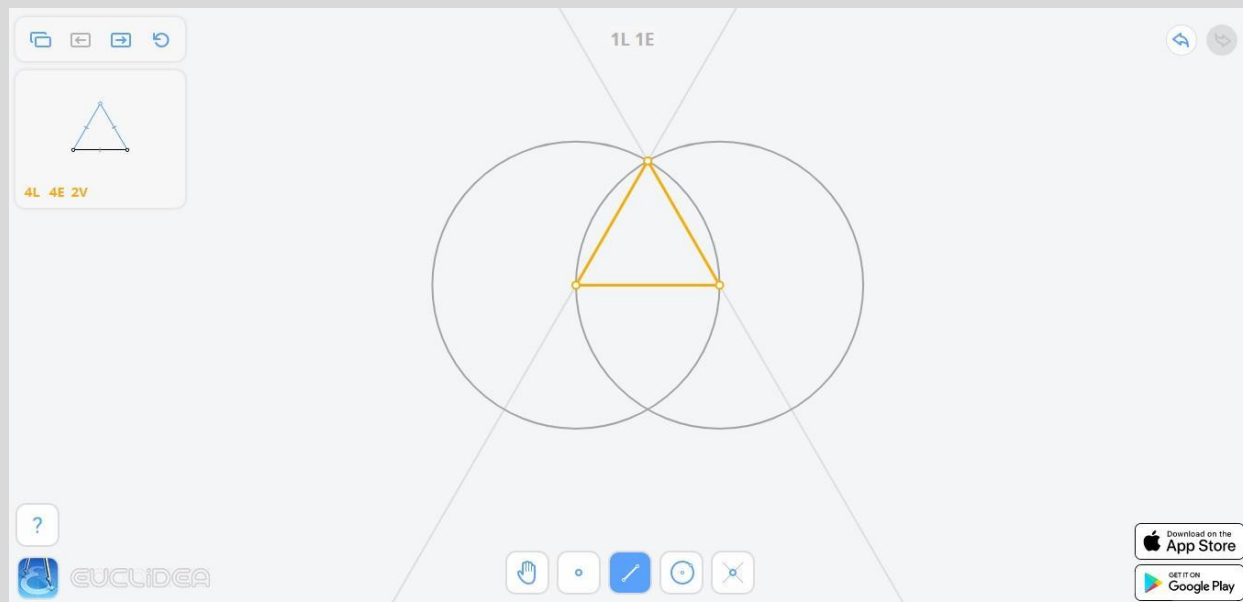 1L 1E
4L 4E 2V
?
EUCLIDEA
Download on the
App Store
GET IT ON
Google Play